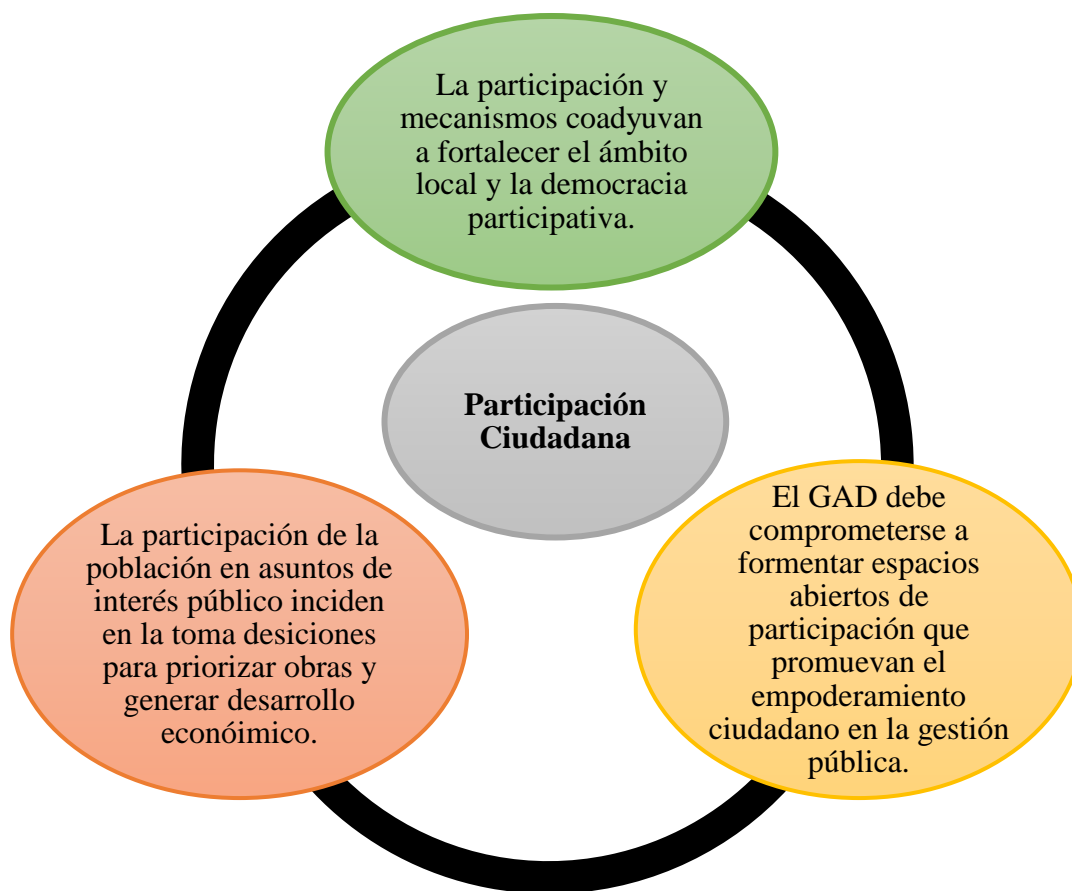 La participación y
mecanismos coadyuvan
a fortalecer el ámbito
local y la democracia
participativa.
Participación
Ciudadana
El GAD debe
comprometerse a
formentar espacios
abiertos de
participación que
promuevan el
empoderamiento
ciudadano en la gestión
pública.
La participación de la
población en asuntos de
interés público inciden
en la toma desiciones
para priorizar obras y
generar desarrollo
econóimico.